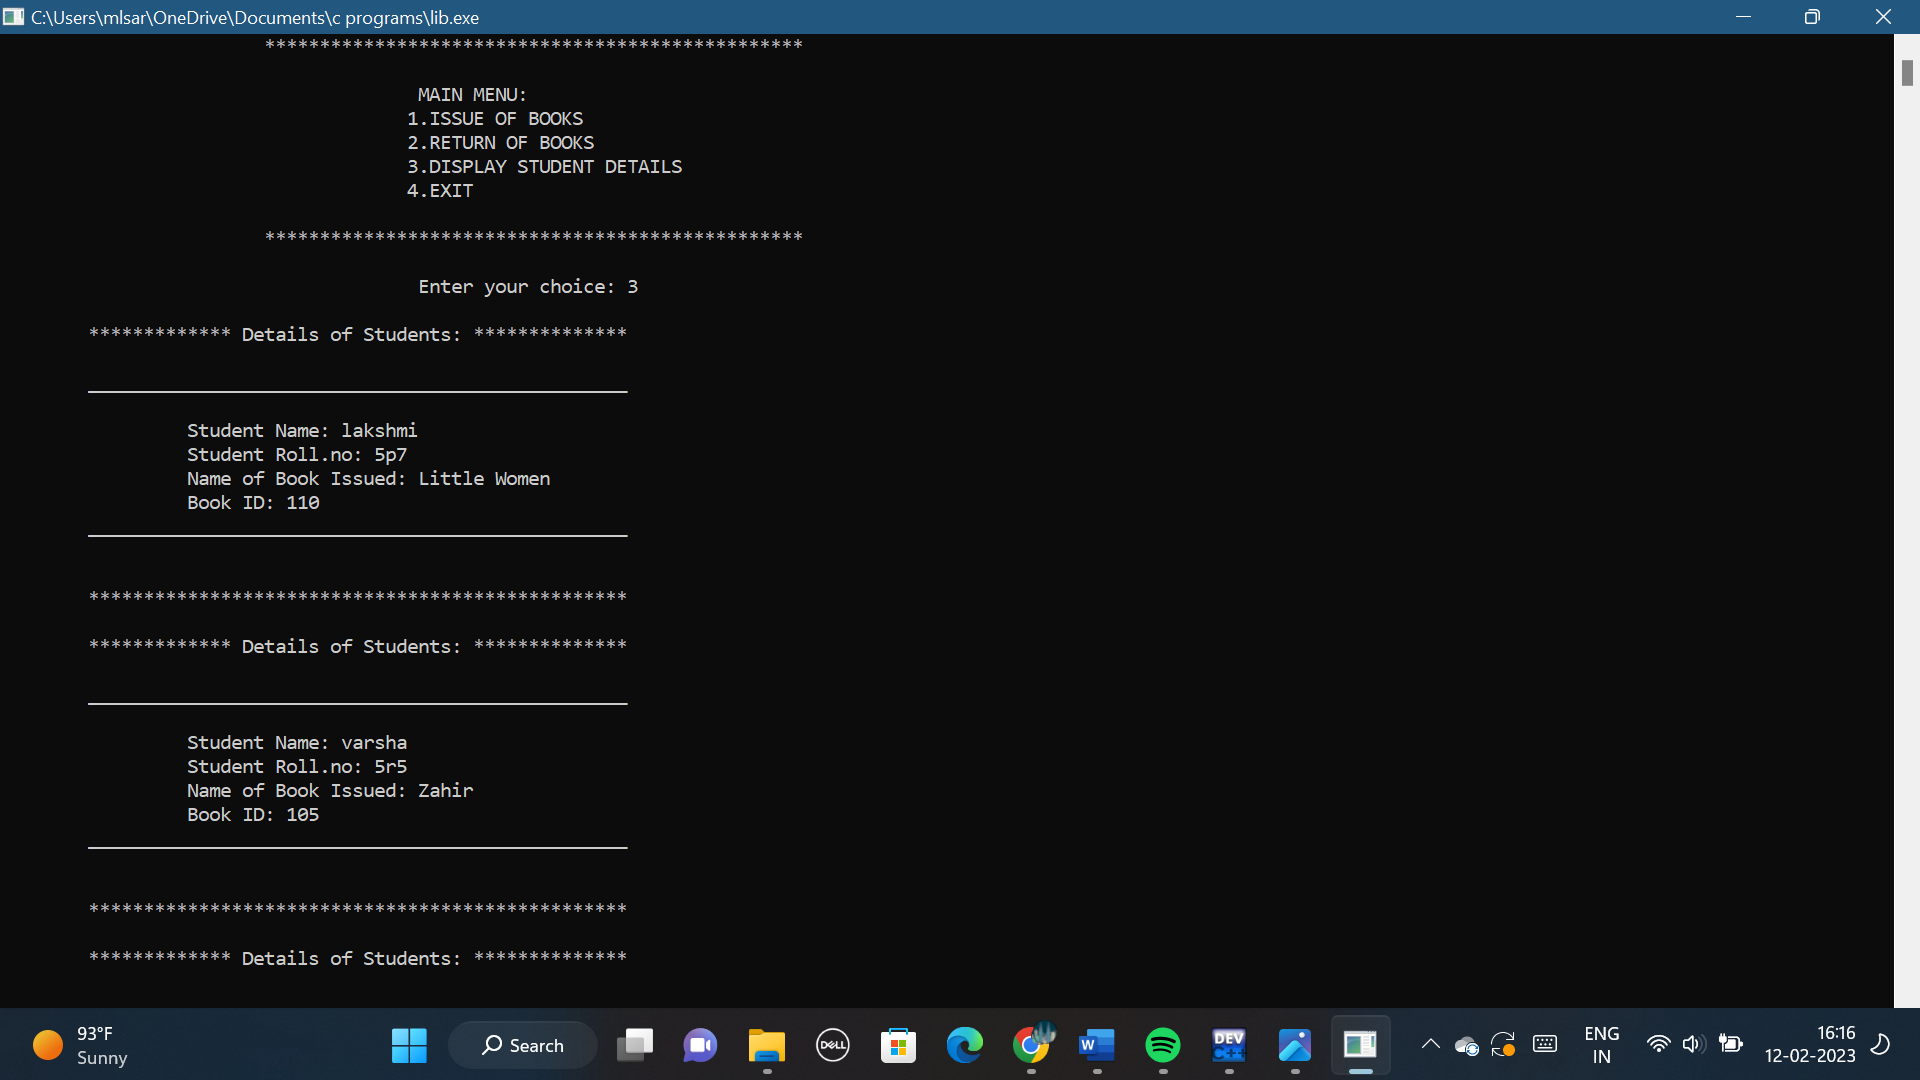 C:\Users\mlsar\OneDrive\Documents\c programs\lib.exe
*************************************************
MAIN MENU:
1.ISSUE OF BOOKS
2.RETURN OF BOOKS
3.DISPLAY STUDENT DETAILS
4.EXIT
*************************************************
Enter your choice: 3
************* Details of Students: **************
Student Name: lakshmi
Student Roll.no: 5p7
Name of Book Issued: Little Women
Book ID: 110
*************************************************
************* Details of Students: **************
Student Name: varsha
Student Roll.no: 5r5
Name of Book Issued: Zahir
Book ID: 105
*************************************************
************* Details of Students: **************
93°F
Sunny
Search
DELL
W
DEV
C++
ENG
IN
16:16
12-02-2023